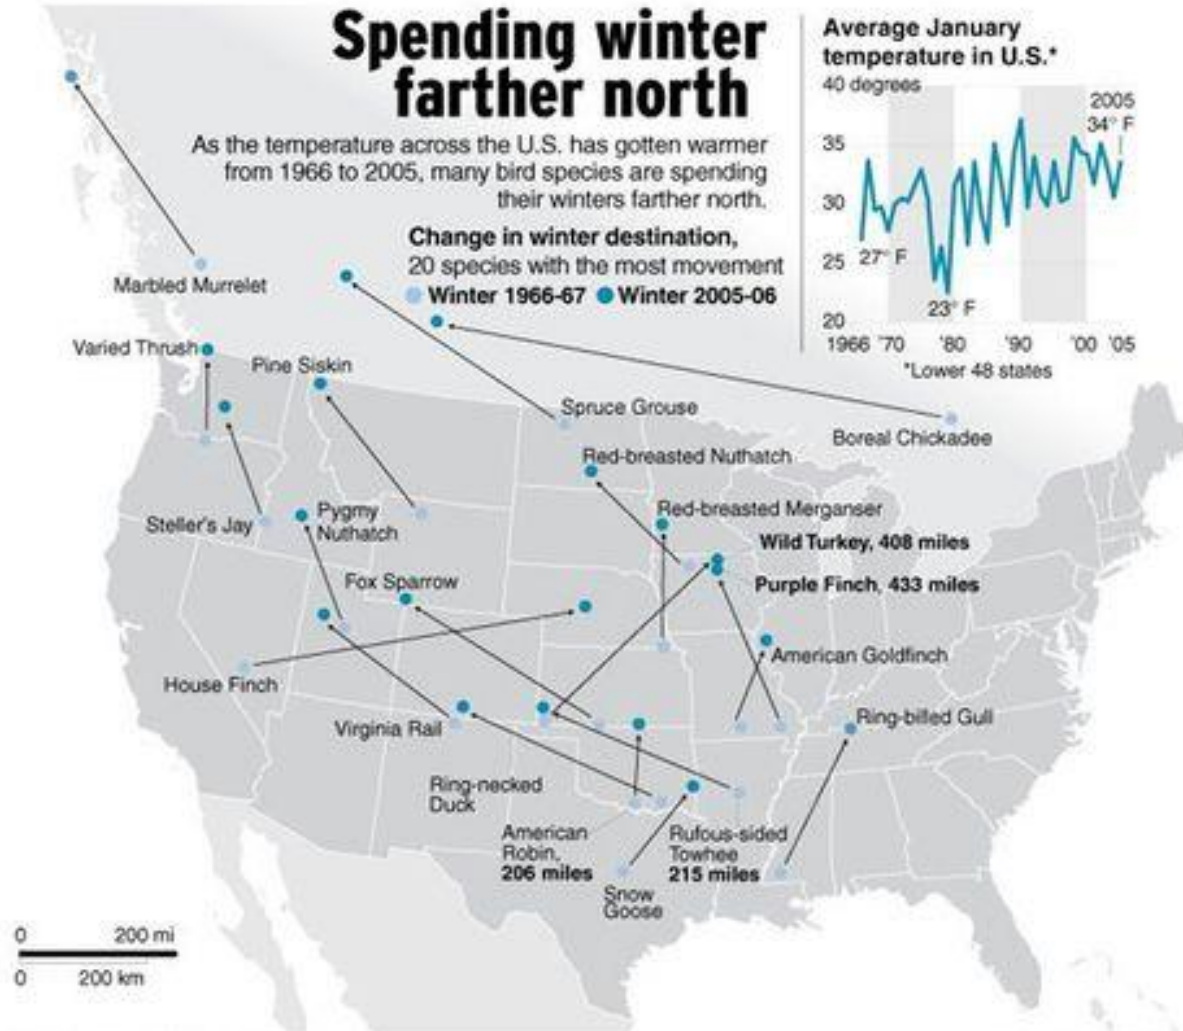 Spending winter
farther north
As the temperature across the U.S. has gotten warmer
from 1966 to 2005, many bird species are spending
their winters farther north.
Change in winter destination,
20 species with the most movement
Winter 1966-67 Winter 2005-06
Average January
temperature in U.S.*
40 degrees
2005
34° F
35
30
27° F
25
23° F
20
1966 '70 '80 '90 '00 '05
*Lower 48 states
Marbled Murrelet
Varied Thrush
Pine Siskin
Spruce Grouse
Boreal Chickadee
Red-breasted Nuthatch
Steller's Jay
Pygmy
Nuthatch
Red-breasted Merganser
Wild Turkey, 408 miles
Fox Sparrow
Purple Finch, 433 miles
House Finch
American Goldfinch
Virginia Rail
Ring-billed Gull
Ring-necked
Duck
American
Robin,
206 miles
Rufous-sided
Towhee
215 miles
Snow
Goose
0 200 mi
0 200 km